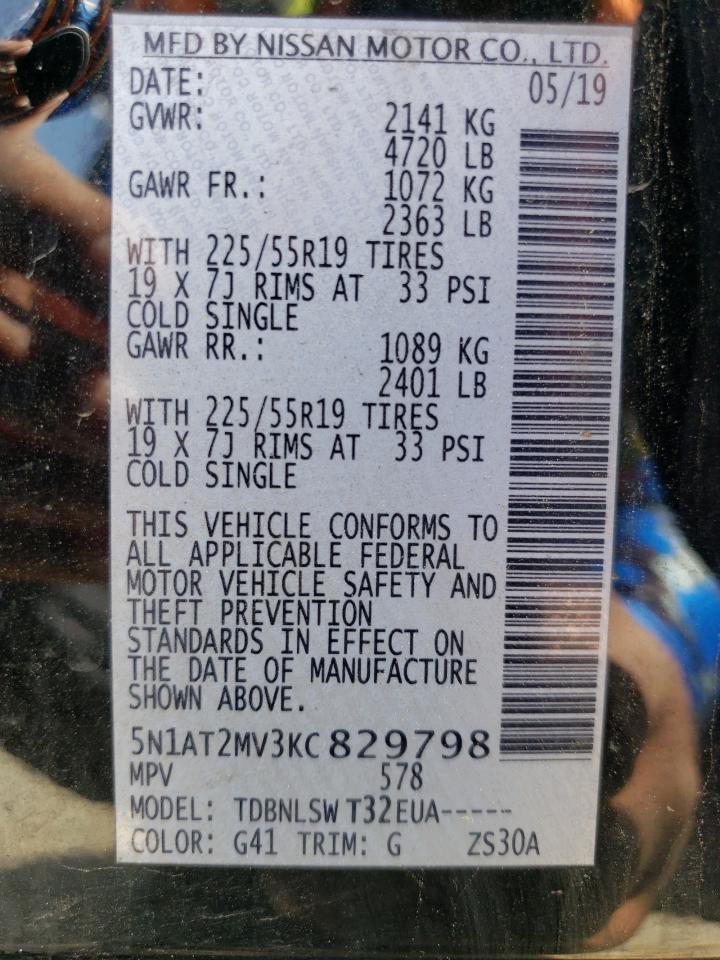 MFD BY NISSAN MOTOR CO., LTD.
DATE: 05/19
GVWR: 2141 KG
4720 LB
GAWR FR.: 1072 KG
2363 LB
WITH 225/55R19 TIRES
19 X 7J RIMS AT 33 PSI
COLD SINGLE
GAWR RR.: 1089 KG
2401 LB
WITH 225/55R19 TIRES
19 X 7J RIMS AT 33 PSI
COLD SINGLE
THIS VEHICLE CONFORMS TO
ALL APPLICABLE FEDERAL
MOTOR VEHICLE SAFETY AND
THEFT PREVENTION
STANDARDS IN EFFECT ON
THE DATE OF MANUFACTURE
SHOWN ABOVE.
5N1AT2MV3KC829798
MPV 578
MODEL: TDBNLSWT32EUA-----
COLOR: G41 TRIM: G ZS30A